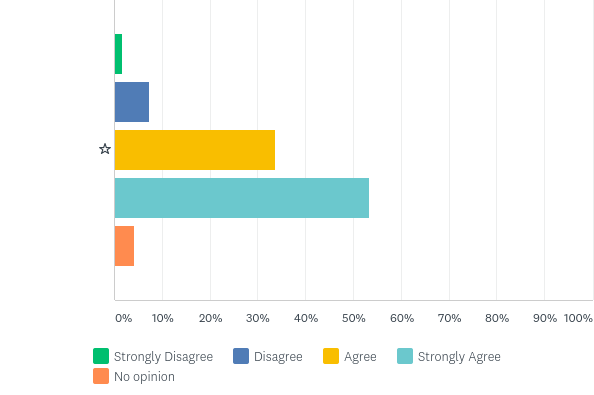 0% 10% 20% 30% 40% 50% 60% 70% 80% 90% 100%
Strongly Disagree Disagree Agree Strongly Agree
No opinion